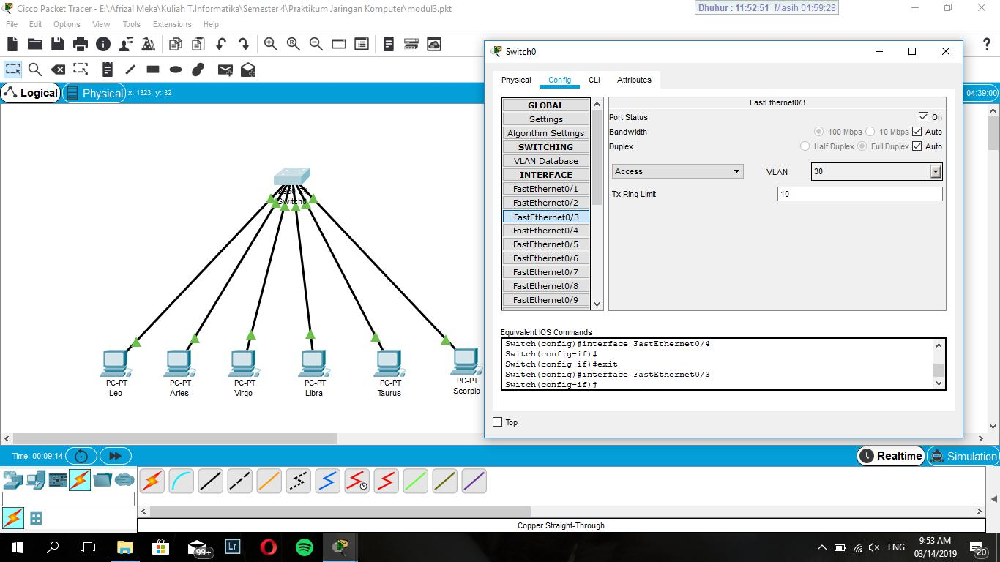 Cisco Packet Tracer - E:\Afrizal Meka\Kuliah T.Informatika\Semester 4\Praktikum Jaringan Komputer\modul3.pkt
Dhuhur : 11:52:51 Masih 01:59:28
File Edit Options View Tools Extensions Help
Logical Physical x: 1323, y: 32
04:39:00
Switch0
PC-PT
Leo
PC-PT
Aries
PC-PT
Virgo
PC-PT
Libra
PC-PT
Taurus
PC-PT
Scorpio
Switch0
Physical Config CLI Attributes
GLOBAL
Settings
Algorithm Settings
SWITCHING
VLAN Database
INTERFACE
FastEthernet0/1
FastEthernet0/2
FastEthernet0/3
FastEthernet0/4
FastEthernet0/5
FastEthernet0/6
FastEthernet0/7
FastEthernet0/8
FastEthernet0/9
FastEthernet0/3
Port Status On
Bandwidth 100 Mbps 10 Mbps Auto
Duplex Half Duplex Full Duplex Auto
Access VLAN 30
Tx Ring Limit 10
Equivalent IOS Commands
Switch(config)#interface FastEthernet0/4
Switch(config-if)#
Switch(config-if)#exit
Switch(config)#interface FastEthernet0/3
Switch(config-if)#
Top
Time: 00:09:14
Realtime Simulation
Copper Straight-Through
99+
Lr
ENG
9:53 AM
03/14/2019
20